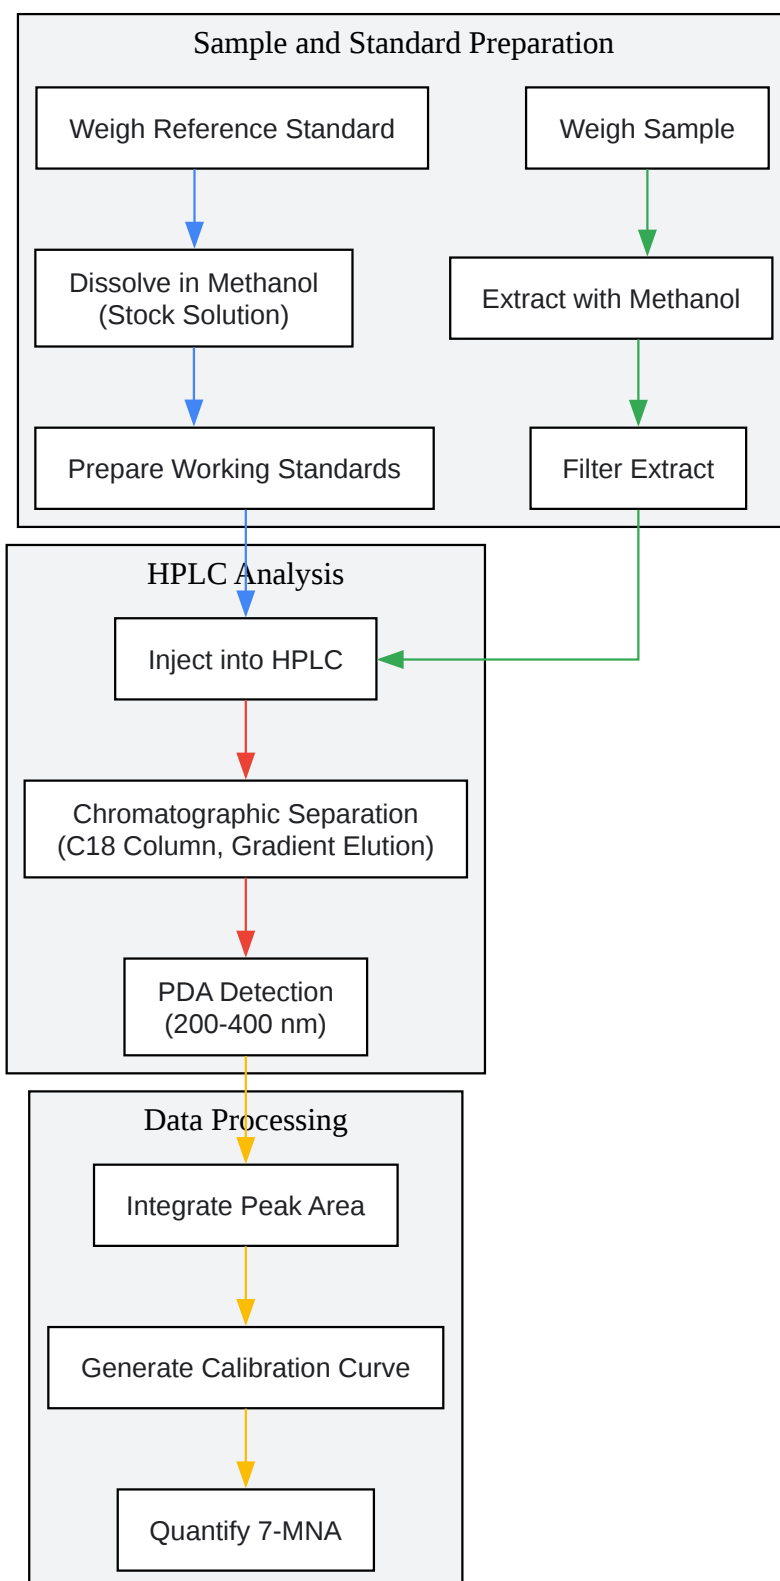 Sample and Standard Preparation
Weigh Reference Standard
Weigh Sample
Dissolve in Methanol
(Stock Solution)
Extract with Methanol
Prepare Working Standards
Filter Extract
HPLC Analysis
Inject into HPLC
Chromatographic Separation
(C18 Column, Gradient Elution)
PDA Detection
(200-400 nm)
Data Processing
Integrate Peak Area
Generate Calibration Curve
Quantify 7-MNA